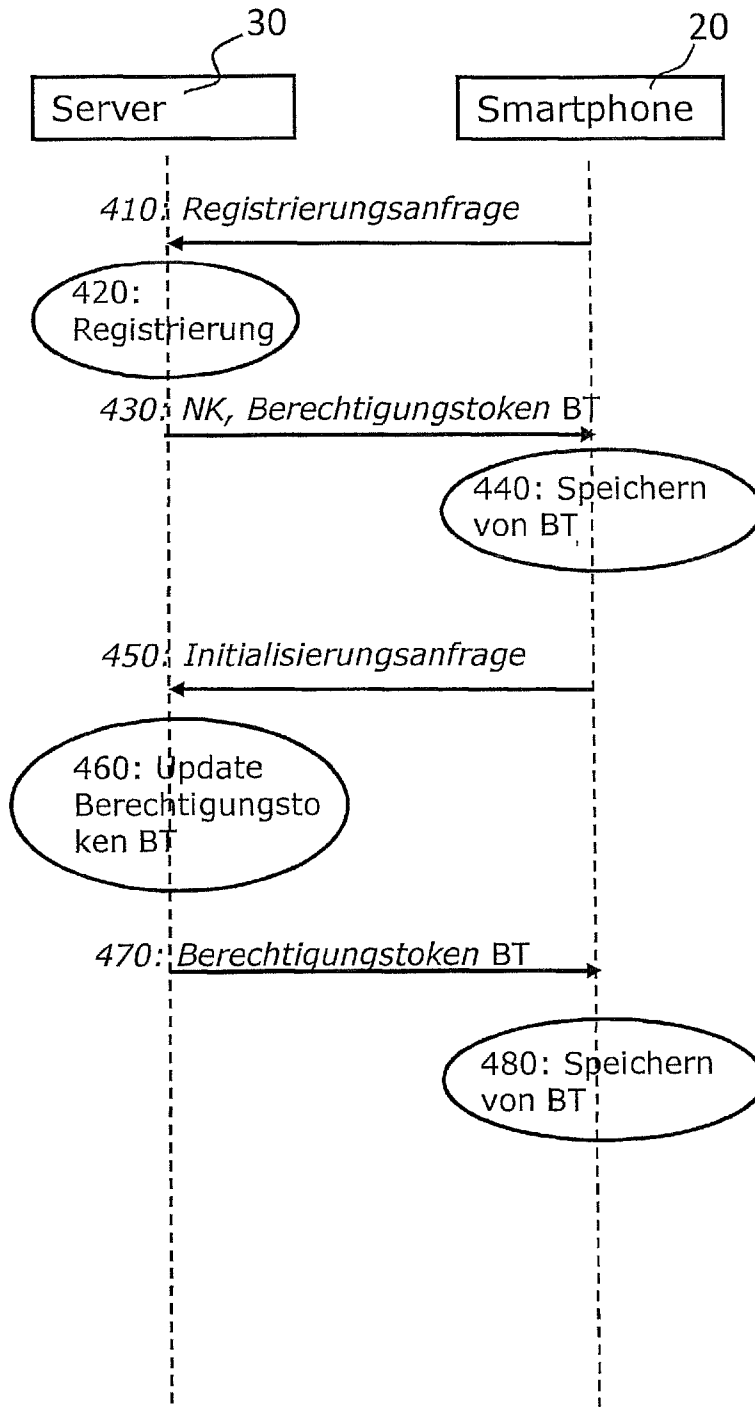 30
20
Server
Smartphone
410: Registrierungsanfrage
420:
Registrierung
430: NK, Berechtigungstoken BT
440: Speichern
von BT
450: Initialisierungsanfrage
460: Update
Berechtigungsto
ken BT
470: Berechtigungstoken BT
480: Speichern
von BT